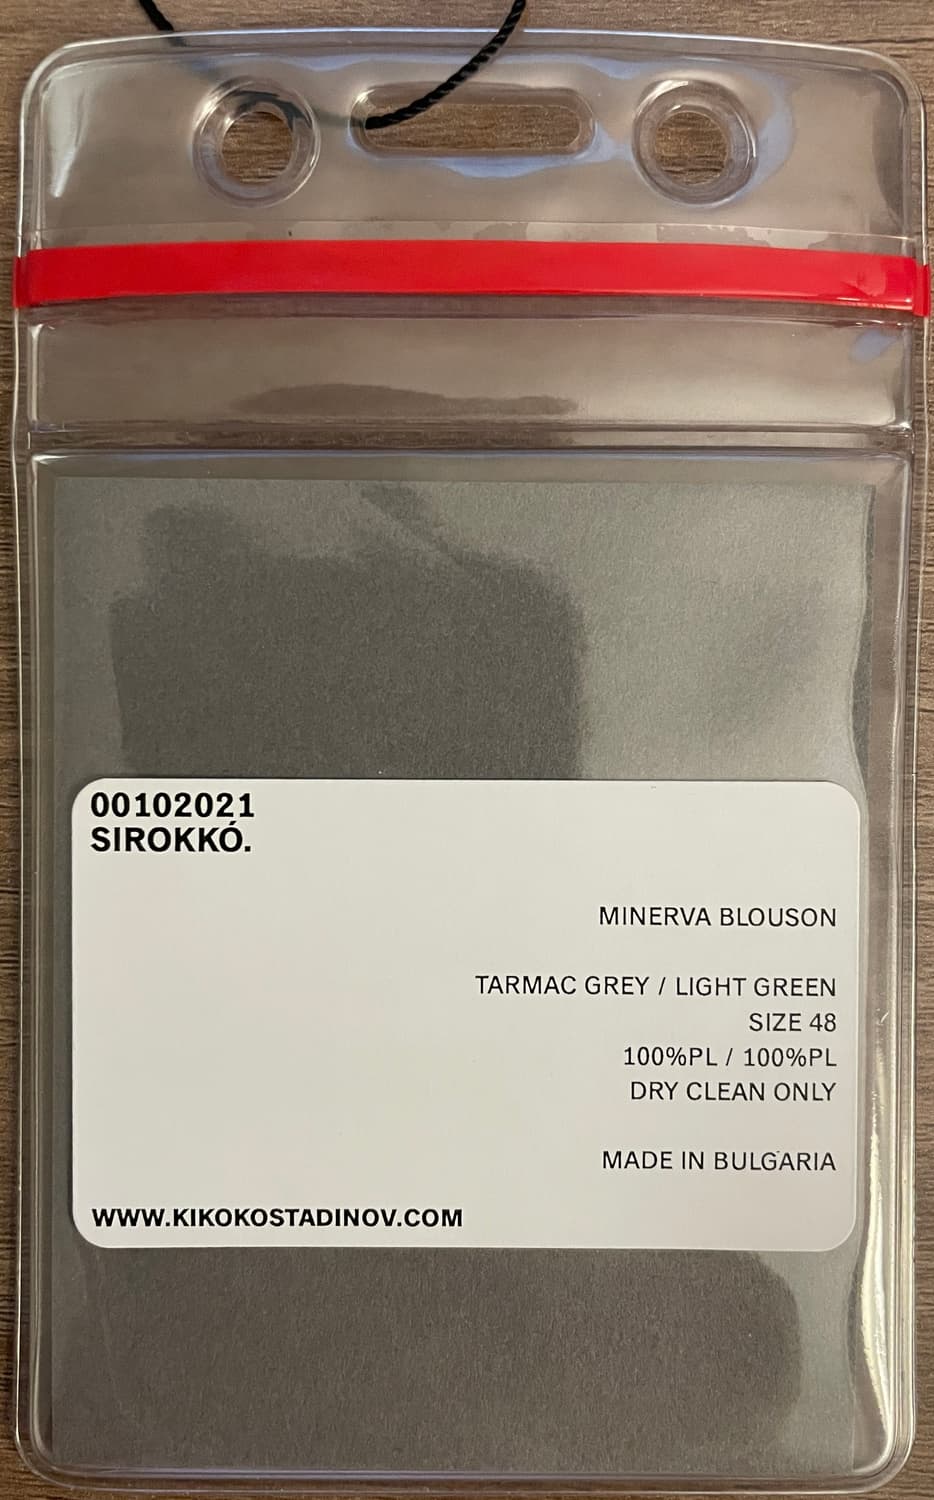 00102021
SIROKKÓ.
MINERVA BLOUSON
TARMAC GREY / LIGHT GREEN
SIZE 48
100%PL / 100%PL
DRY CLEAN ONLY
MADE IN BULGARIA
WWW.KIKOKOSTADINOV.COM